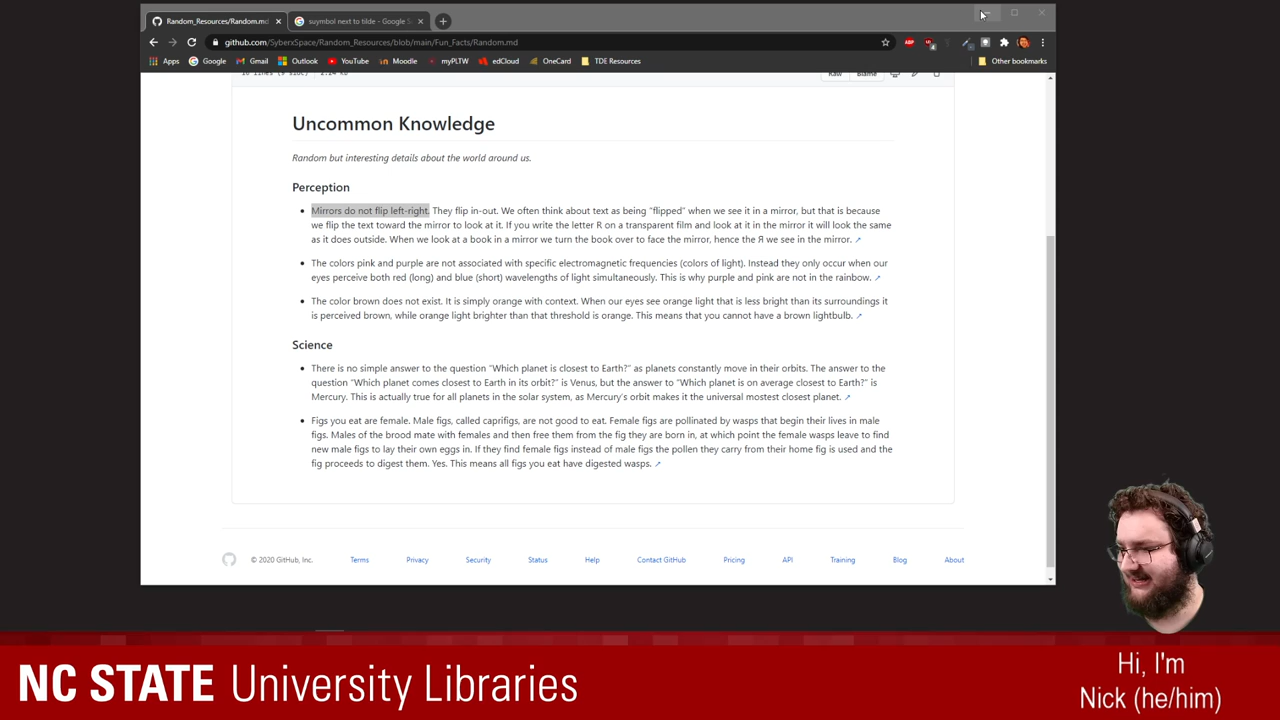 Random_Resources/Random.md
suymbol next to tilde - Google S
github.com/SyberxSpace/Random_Resources/blob/main/Fun_Facts/Random.md
Apps Google Gmail Outlook YouTube Moodle myPLTW edCloud OneCard TDE Resources Other bookmarks
Raw Blame
Uncommon Knowledge
Random but interesting details about the world around us.
Perception
Mirrors do not flip left-right. They flip in-out. We often think about text as being "flipped" when we see it in a mirror, but that is because
we flip the text toward the mirror to look at it. If you write the letter R on a transparent film and look at it in the mirror it will look the same
as it does outside. When we look at a book in a mirror we turn the book over to face the mirror, hence the Я we see in the mirror.
The colors pink and purple are not associated with specific electromagnetic frequencies (colors of light). Instead they only occur when our
eyes perceive both red (long) and blue (short) wavelengths of light simultaneously. This is why purple and pink are not in the rainbow.
The color brown does not exist. It is simply orange with context. When our eyes see orange light that is less bright than its surroundings it
is perceived brown, while orange light brighter than that threshold is orange. This means that you cannot have a brown lightbulb.
Science
There is no simple answer to the question "Which planet is closest to Earth?" as planets constantly move in their orbits. The answer to the
question "Which planet comes closest to Earth in its orbit?" is Venus, but the answer to "Which planet is on average closest to Earth?" is
Mercury. This is actually true for all planets in the solar system, as Mercury's orbit makes it the universal mostest closest planet.
Figs you eat are female. Male figs, called caprifigs, are not good to eat. Female figs are pollinated by wasps that begin their lives in male
figs. Males of the brood mate with females and then free them from the fig they are born in, at which point the female wasps leave to find
new male figs to lay their own eggs in. If they find female figs instead of male figs the pollen they carry from their home fig is used and the
fig proceeds to digest them. Yes. This means all figs you eat have digested wasps.
© 2020 GitHub, Inc. Terms Privacy Security Status Help Contact GitHub Pricing API Training Blog About
NC STATE University Libraries
Hi, I'm
Nick (he/him)